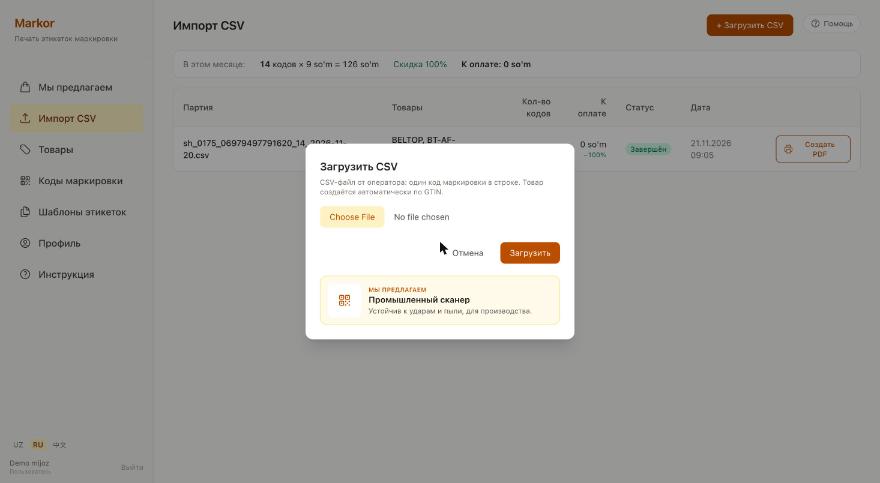 Markor
Печать этикеток маркировки
Мы предлагаем
Импорт CSV
Товары
Коды маркировки
Шаблоны этикеток
Профиль
Инструкция
UZ RU 中文
Demo mijoz
Пользователь
Выйти
Импорт CSV
+ Загрузить CSV
Помощь
В этом месяце: 14 кодов × 9 so'm = 126 so'm Скидка 100% К оплате: 0 so'm
Партия Товары Кол-во кодов К оплате Статус Дата
sh_0175_06979497791620_14_2026-11-
20.csv
BELTOP, BT-AF-
0 so'm
−100%
Завершён
21.11.2026
09:05
Создать
PDF
Загрузить CSV
CSV-файл от оператора: один код маркировки в строке. Товар
создаётся автоматически по GTIN.
Choose File No file chosen
Отмена Загрузить
МЫ ПРЕДЛАГАЕМ
Промышленный сканер
Устойчив к ударам и пыли, для производства.